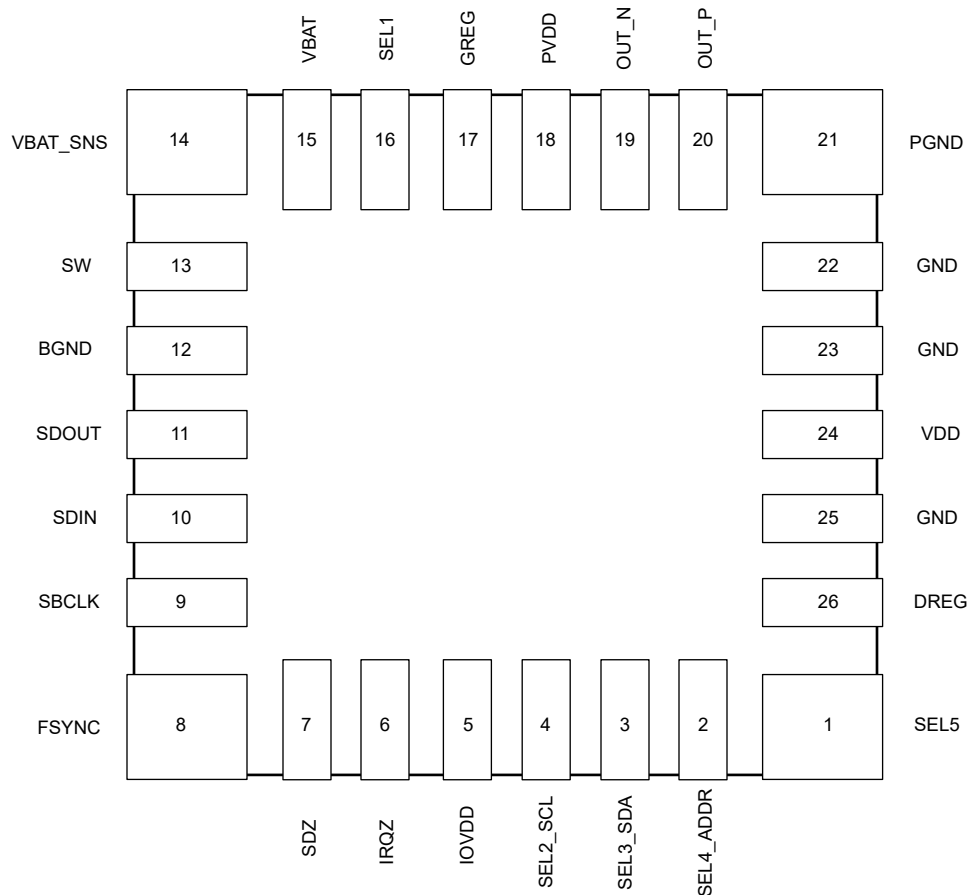 VBAT
SEL1
GREG
PVDD
OUT_N
OUT_P
VBAT_SNS
14
15
16
17
18
19
20
21
PGND
SW
13
22
GND
BGND
12
23
GND
SDOUT
11
24
VDD
SDIN
10
25
GND
SBCLK
9
26
DREG
FSYNC
8
7
6
5
4
3
2
1
SEL5
SDZ
IRQZ
IOVDD
SEL2_SCL
SEL3_SDA
SEL4_ADDR